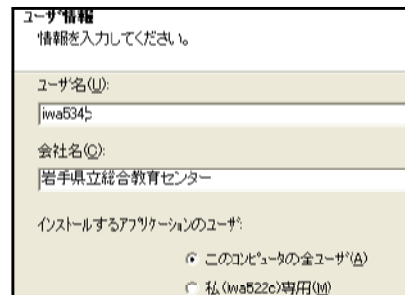 ユーザ情報
情報を入力してください。
ユーザ名(U):
会社名(C):
岩手県立総合教育センター
インストールするアプリケーションのユーザ:
このコンピュータの全ユーザ(A)
私(iwa522c)専用(M)